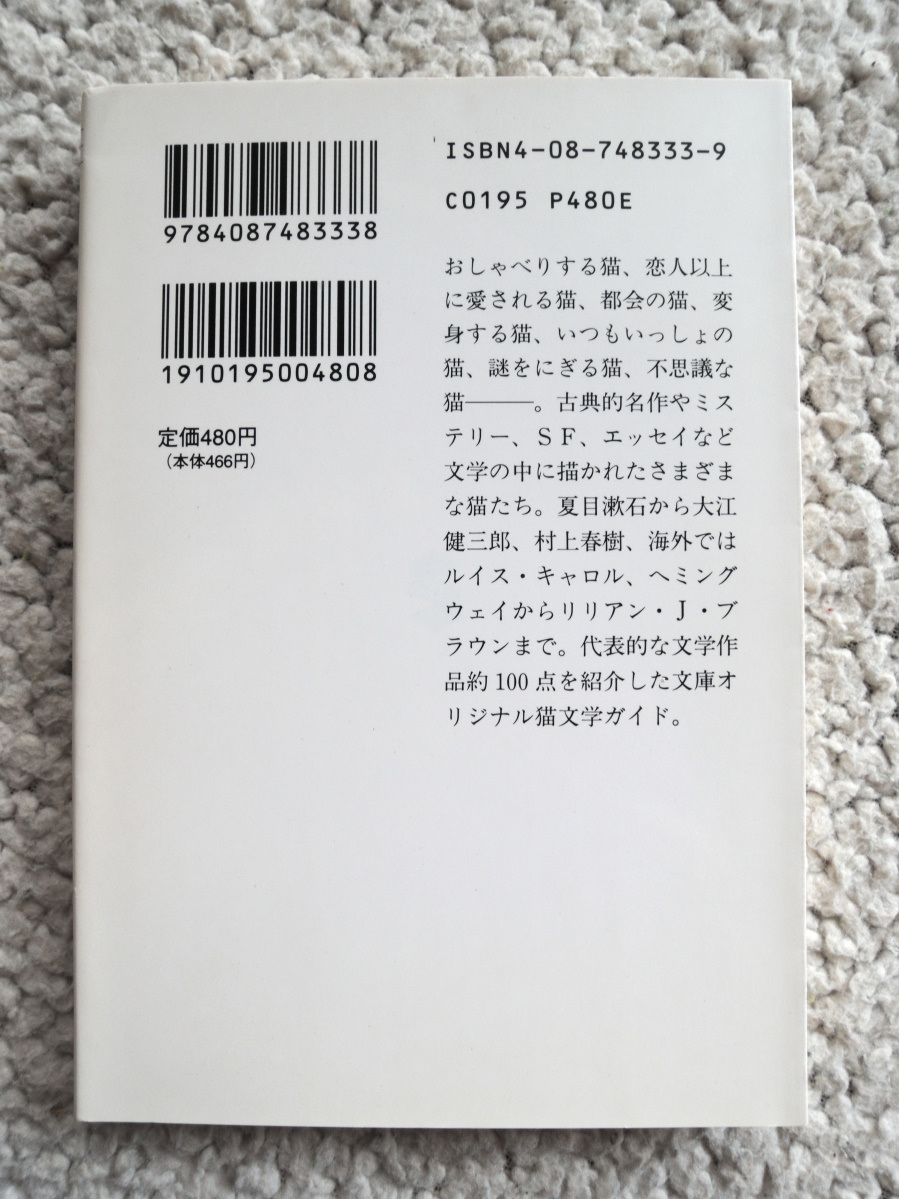 9784087483338
1910195004808
定価480円
（本体466円）
ISBN4-08-748333-9
C0195 P480E
おしゃべりする猫、恋人以上
に愛される猫、都会の猫、変
身する猫、いつもいっしょの
猫、謎をにぎる猫、不思議な
猫———。古典的名作やミス
テリー、ＳＦ、エッセイなど
文学の中に描かれたさまざま
な猫たち。夏目漱石から大江
健三郎、村上春樹、海外では
ルイス・キャロル、ヘミング
ウェイからリリアン・Ｊ・ブ
ラウンまで。代表的な文学作
品約100点を紹介した文庫オ
リジナル猫文学ガイド。